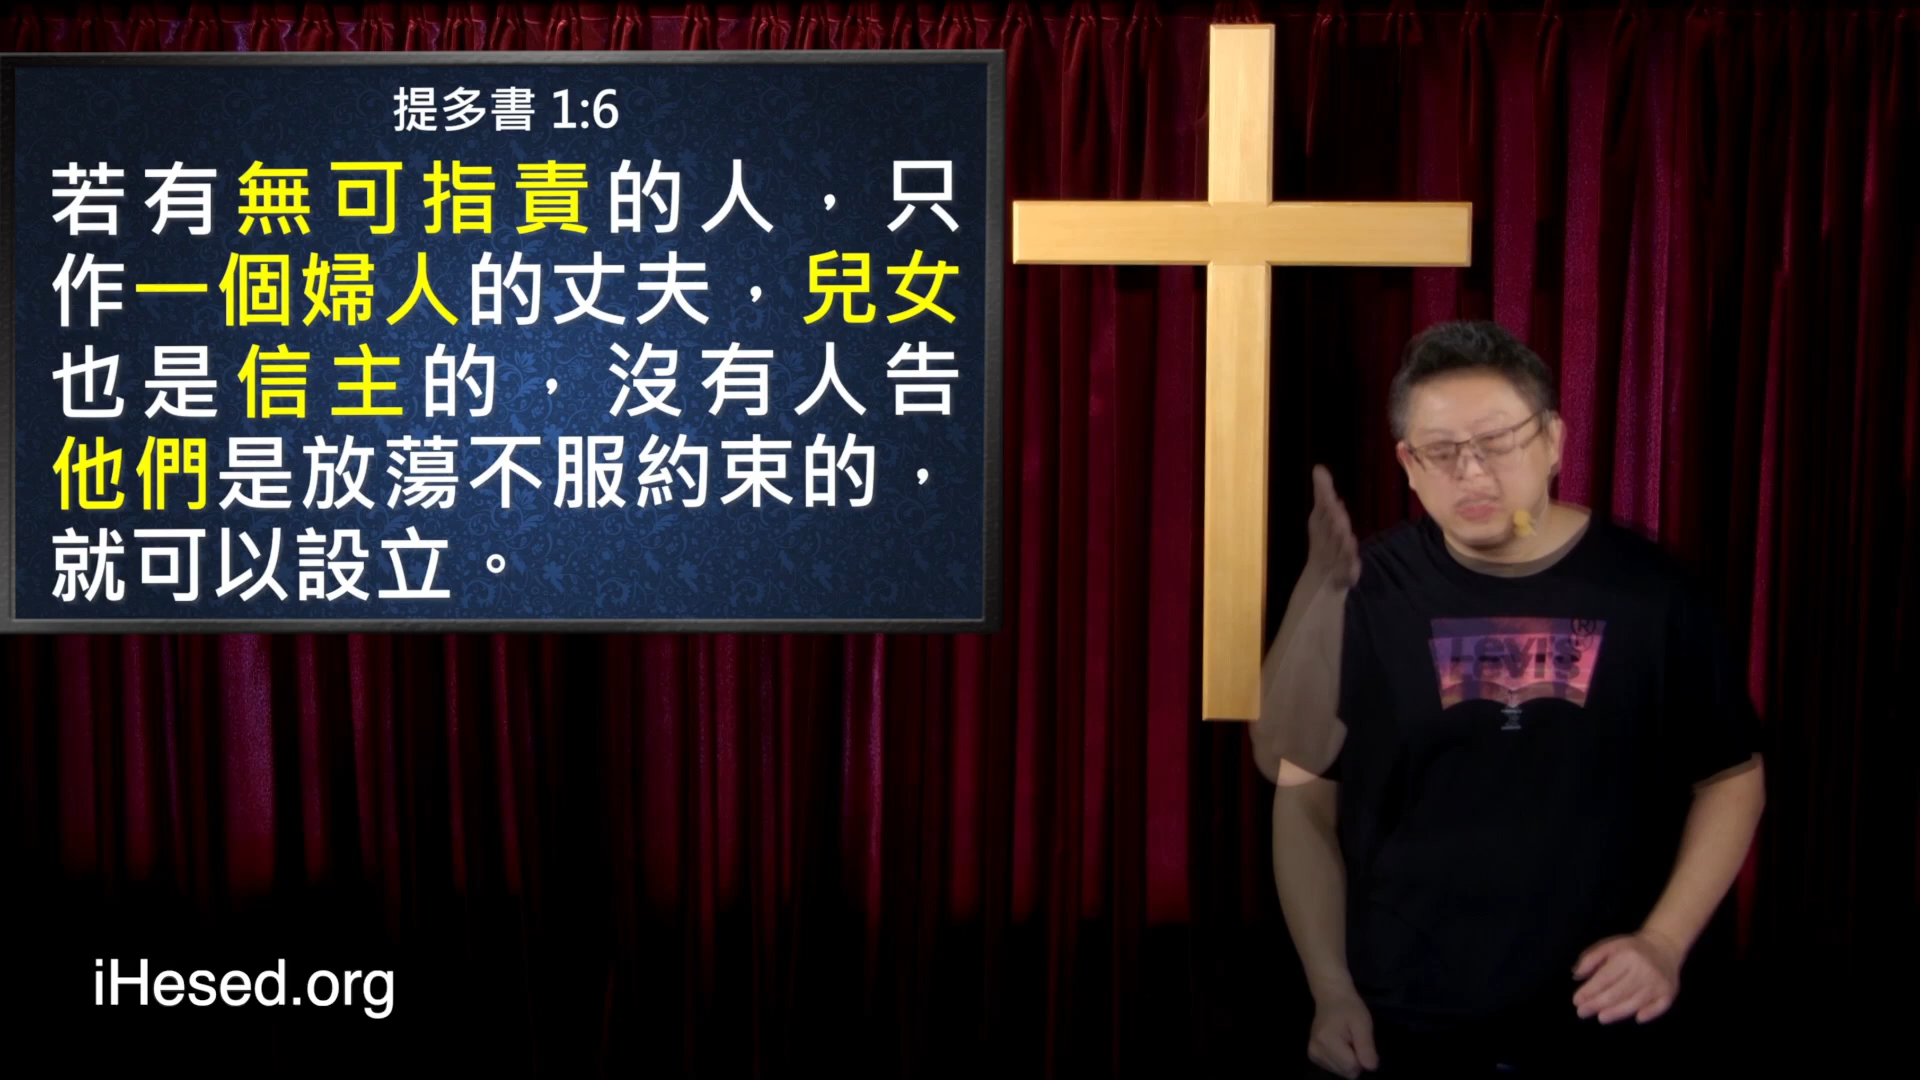 提多書 1:6
若有無可指責的人，只
作一個婦人的丈夫，兒女
也是信主的，沒有人告
他們是放蕩不服約束的，
就可以設立。
Levi's
iHesed.org